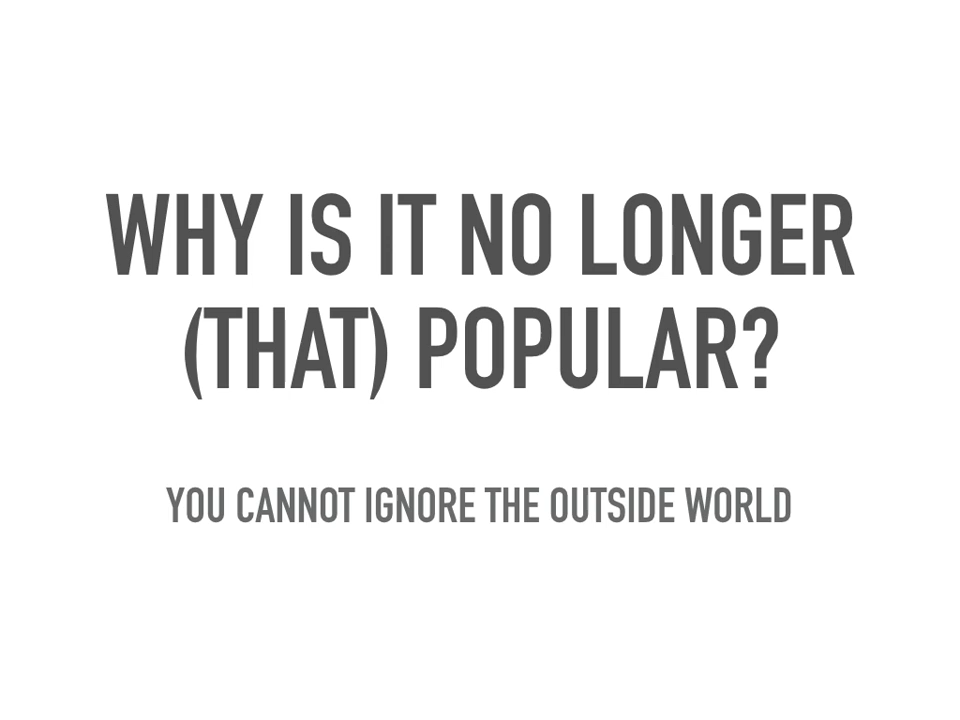 WHY IS IT NO LONGER
(THAT) POPULAR?
YOU CANNOT IGNORE THE OUTSIDE WORLD